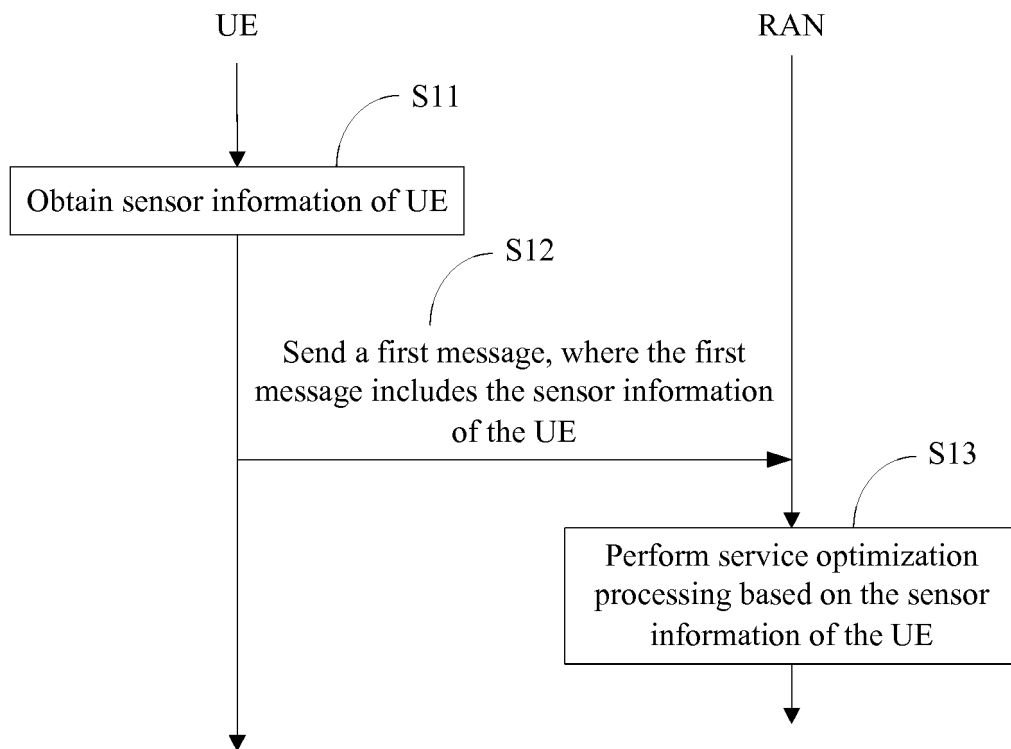 UE
RAN
S11
Obtain sensor information of UE
S12
Send a first message, where the first
message includes the sensor information
of the UE
S13
Perform service optimization
processing based on the sensor
information of the UE